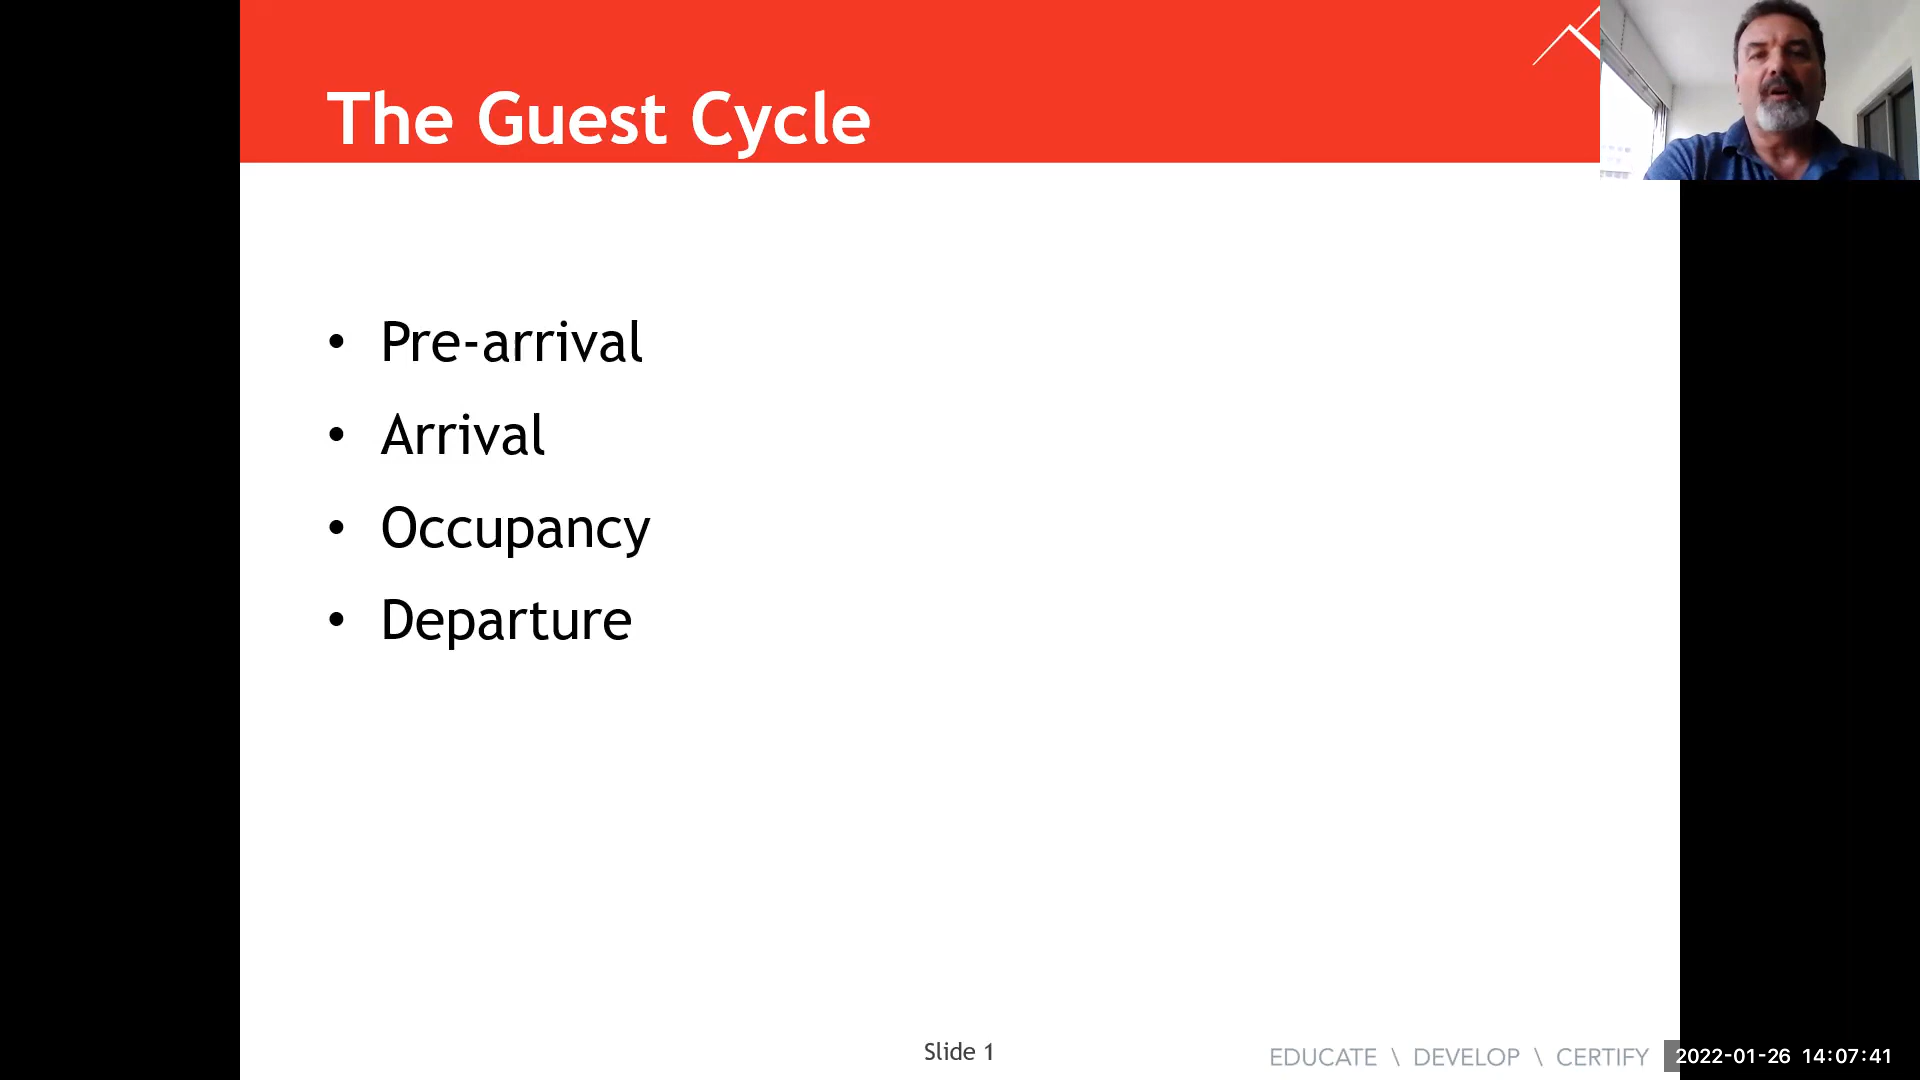 The Guest Cycle
• Pre-arrival
• Arrival
• Occupancy
• Departure
Slide 1
EDUCATE \ DEVELOP \ CERTIFY
2022-01-26 14:07:41